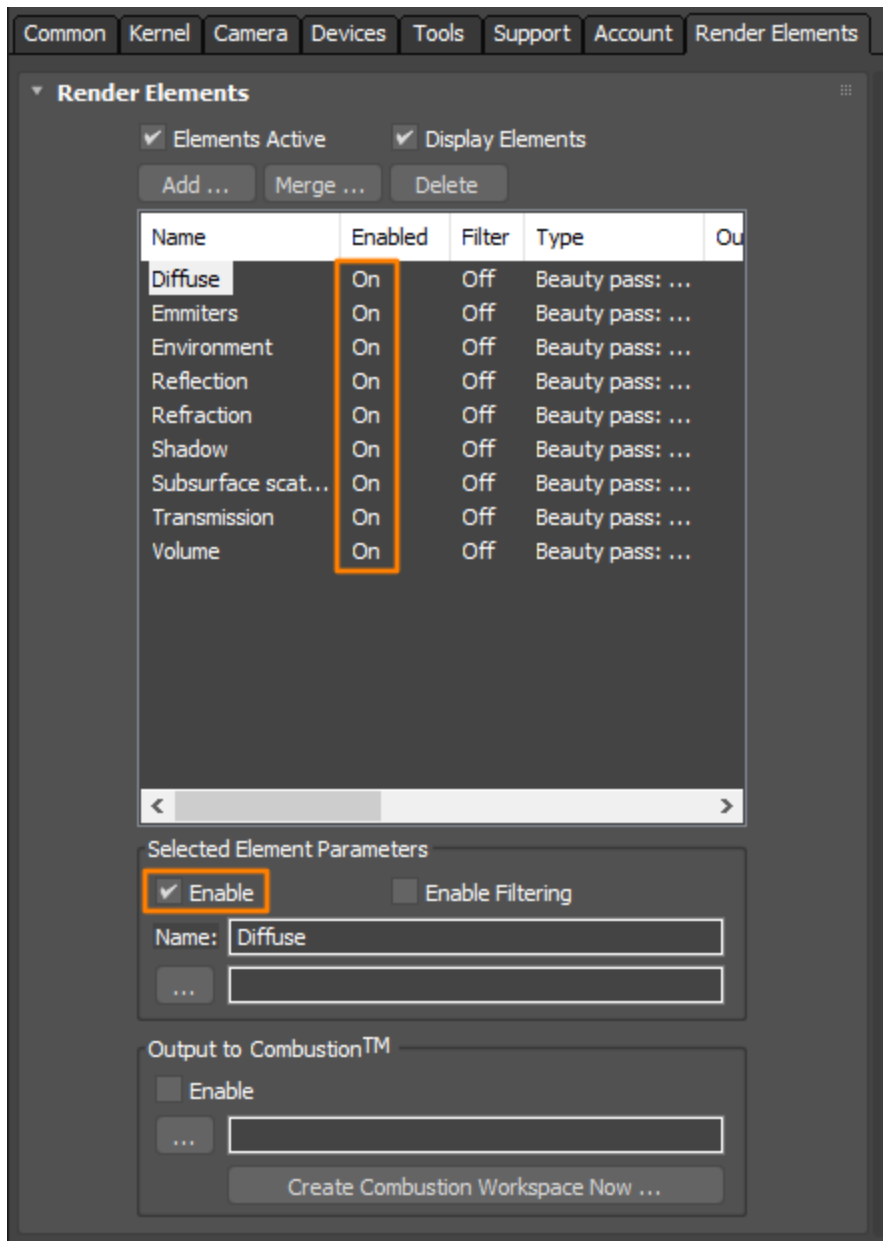 Common Kernel Camera Devices Tools Support Account Render Elements
Render Elements
Elements Active Display Elements
Add ... Merge ... Delete
Name Enabled Filter Type Ou
Diffuse On Off Beauty pass: ...
Emmiters On Off Beauty pass: ...
Environment On Off Beauty pass: ...
Reflection On Off Beauty pass: ...
Refraction On Off Beauty pass: ...
Shadow On Off Beauty pass: ...
Subsurface scat... On Off Beauty pass: ...
Transmission On Off Beauty pass: ...
Volume On Off Beauty pass: ...
Selected Element Parameters
Enable Enable Filtering
Name: Diffuse
...
Output to Combustion™
Enable
...
Create Combustion Workspace Now ...